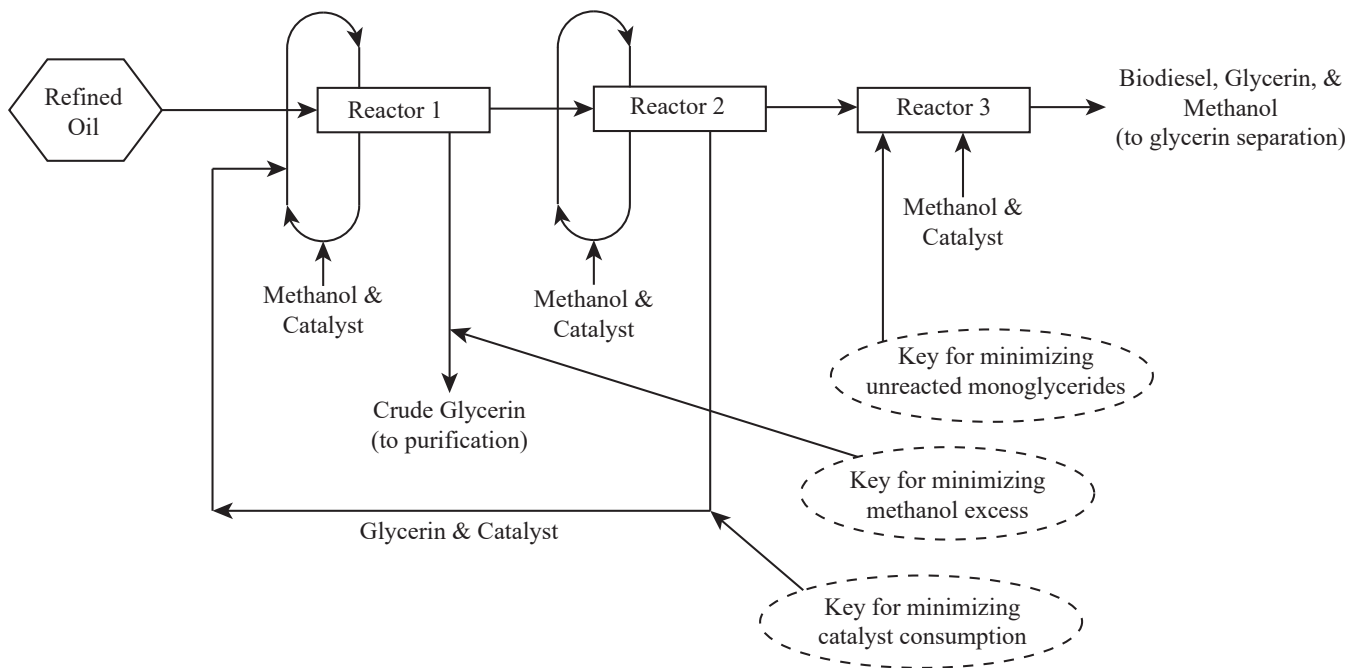 Refined
Oil
Reactor 1
Reactor 2
Reactor 3
Biodiesel, Glycerin, &
Methanol
(to glycerin separation)
Methanol &
Catalyst
Methanol &
Catalyst
Methanol &
Catalyst
Key for minimizing
unreacted monoglycerides
Crude Glycerin
(to purification)
Key for minimizing
methanol excess
Glycerin & Catalyst
Key for minimizing
catalyst consumption